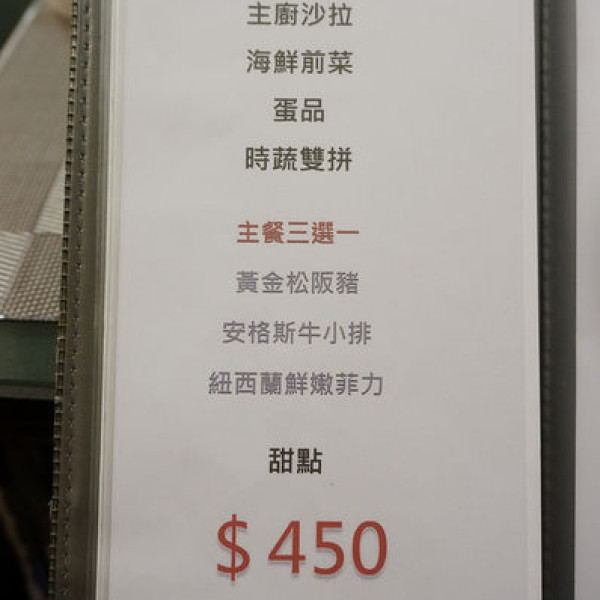 主廚沙拉
海鮮前菜
蛋品
時蔬雙拼
主餐三選一
黃金松阪豬
安格斯牛小排
紐西蘭鮮嫩菲力
甜點
$450